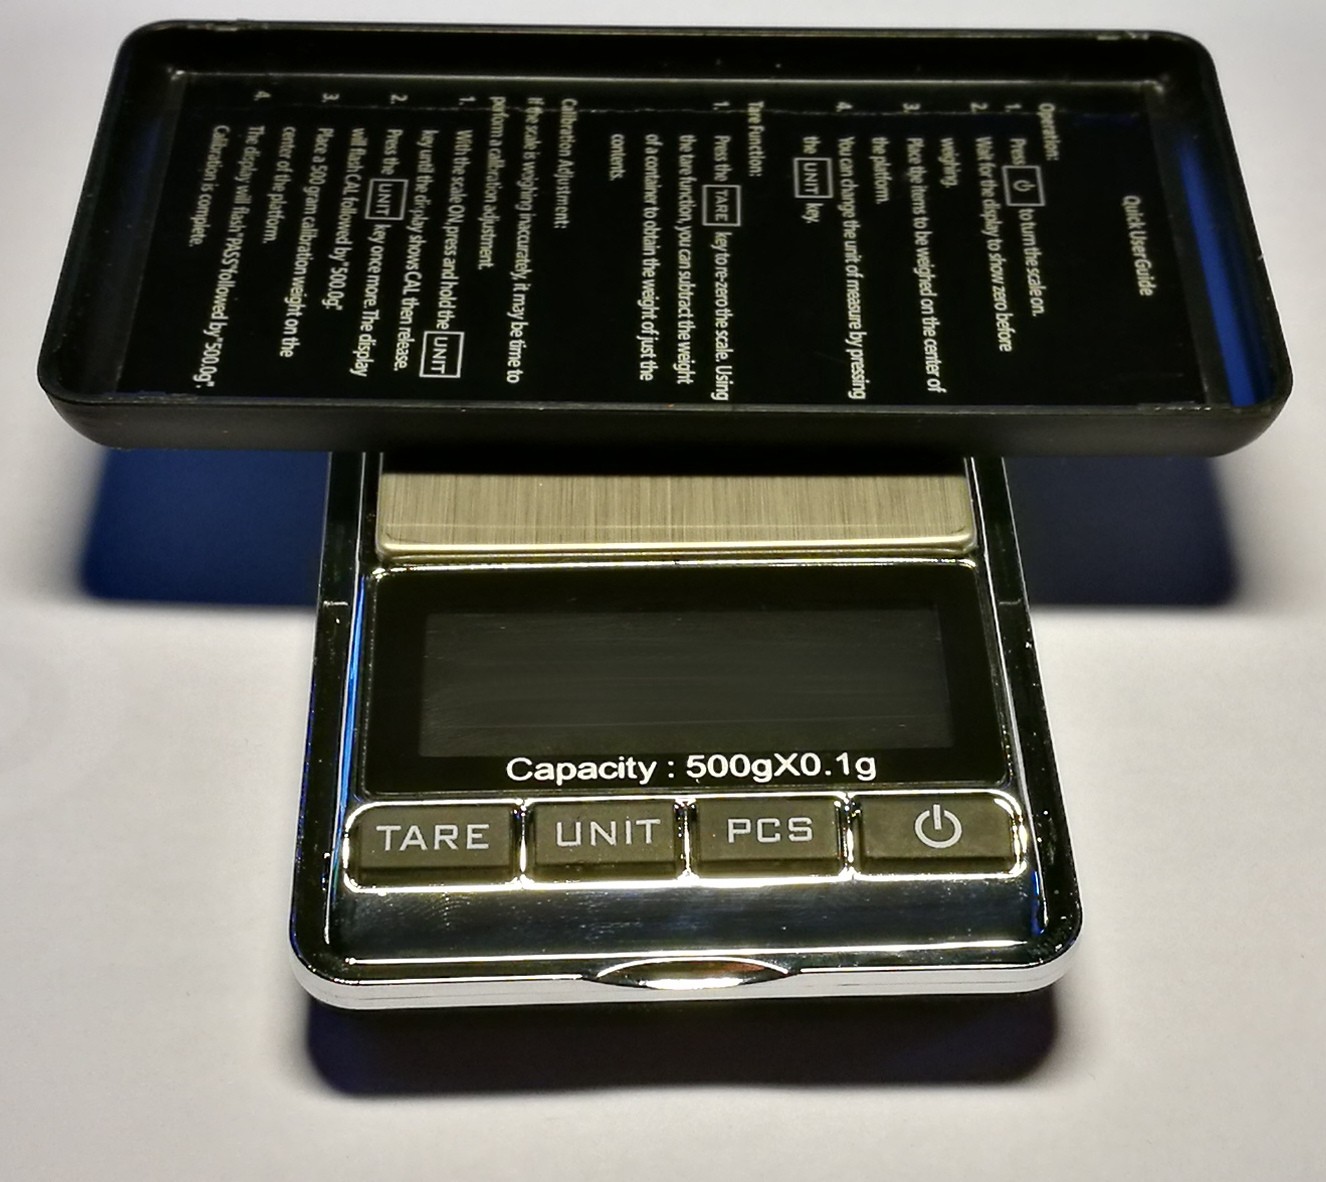 Quick User Guide
Operation:
1. Press ⏻ to turn the scale on.
2. Wait for the display to show zero before
weighing.
3. Place the items to be weighed on the center of
the platform.
4. You can change the unit of measure by pressing
the UNIT key.
Tare Function:
1. Press the TARE key to re-zero the scale. Using
the tare function, you can subtract the weight
of a container to obtain the weight of just the
contents.
Calibration Adjustment:
If the scale is weighing inaccurately, it may be time to
perform a calibration adjustment.
1. With the scale ON, press and hold the UNIT
key until the display shows CAL then release.
2. Press the UNIT key once more. The display
will flash CAL followed by "500.0g".
3. Place a 500 gram calibration weight on the
center of the platform.
4. The display will flash "PASS" followed by "500.0g".
Calibration is complete.
Capacity : 500gX0.1g
TARE UNIT PCS